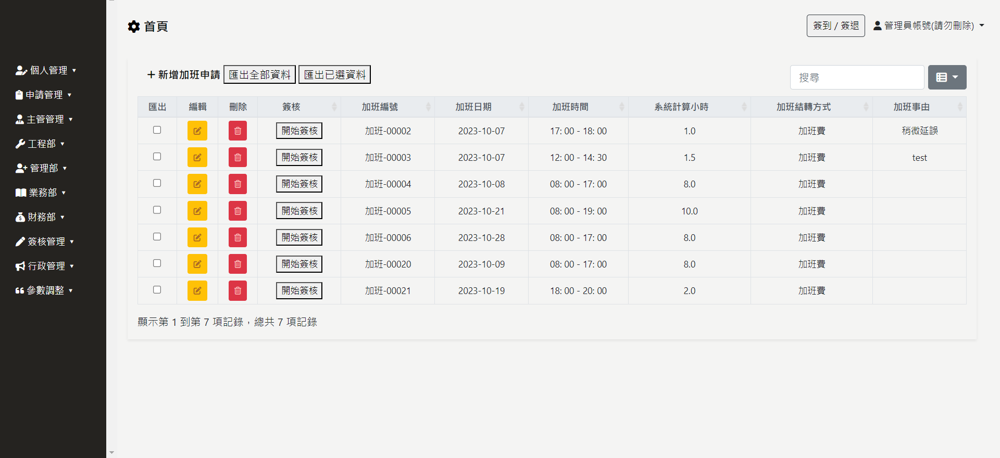 首頁
簽到 / 簽退
管理員帳號(請勿刪除)
個人管理
申請管理
主管管理
工程部
管理部
業務部
財務部
簽核管理
行政管理
參數調整
新增加班申請 匯出全部資料 匯出已選資料
搜尋
匯出 編輯 刪除 簽核 加班編號 加班日期 加班時間 系統計算小時 加班結轉方式 加班事由
開始簽核 加班-00002 2023-10-07 17: 00 - 18: 00 1.0 加班費 稍微延誤
開始簽核 加班-00003 2023-10-07 12: 00 - 14: 30 1.5 加班費 test
開始簽核 加班-00004 2023-10-08 08: 00 - 17: 00 8.0 加班費
開始簽核 加班-00005 2023-10-21 08: 00 - 19: 00 10.0 加班費
開始簽核 加班-00006 2023-10-28 08: 00 - 17: 00 8.0 加班費
開始簽核 加班-00020 2023-10-09 08: 00 - 17: 00 8.0 加班費
開始簽核 加班-00021 2023-10-19 18: 00 - 20: 00 2.0 加班費
顯示第 1 到第 7 項記錄，總共 7 項記錄